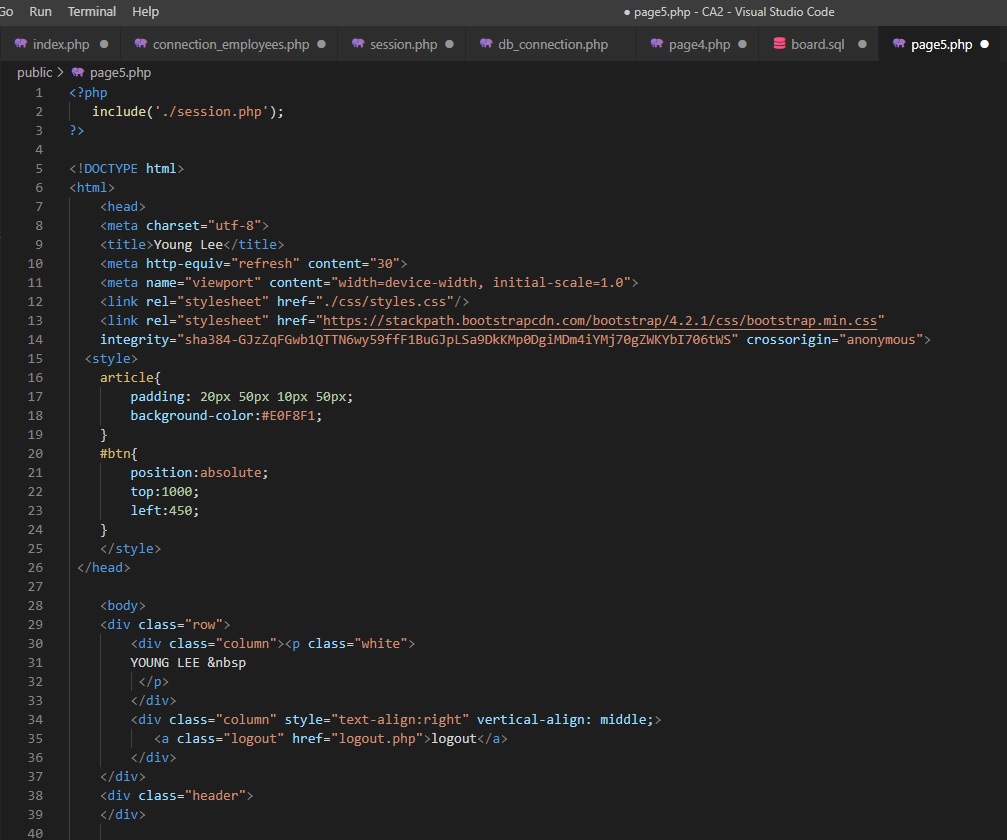 Go Run Terminal Help ● page5.php - CA2 - Visual Studio Code
index.php ● connection_employees.php ● session.php ● db_connection.php page4.php ● board.sql ● page5.php ●
public > page5.php
1 <?php
2 include('./session.php');
3 ?>
4
5 <!DOCTYPE html>
6 <html>
7 <head>
8 <meta charset="utf-8">
9 <title>Young Lee</title>
10 <meta http-equiv="refresh" content="30">
11 <meta name="viewport" content="width=device-width, initial-scale=1.0">
12 <link rel="stylesheet" href="./css/styles.css"/>
13 <link rel="stylesheet" href="https://stackpath.bootstrapcdn.com/bootstrap/4.2.1/css/bootstrap.min.css"
14 integrity="sha384-GJzZqFGwb1QTTN6wy59ffF1BuGJpLSa9DkKMp0DgiMDm4iYMj70gZWKYbI706tWS" crossorigin="anonymous">
15 <style>
16 article{
17 padding: 20px 50px 10px 50px;
18 background-color:#E0F8F1;
19 }
20 #btn{
21 position:absolute;
22 top:1000;
23 left:450;
24 }
25 </style>
26 </head>
27
28 <body>
29 <div class="row">
30 <div class="column"><p class="white">
31 YOUNG LEE &nbsp
32 </p>
33 </div>
34 <div class="column" style="text-align:right" vertical-align: middle;>
35 <a class="logout" href="logout.php">logout</a>
36 </div>
37 </div>
38 <div class="header">
39 </div>
40